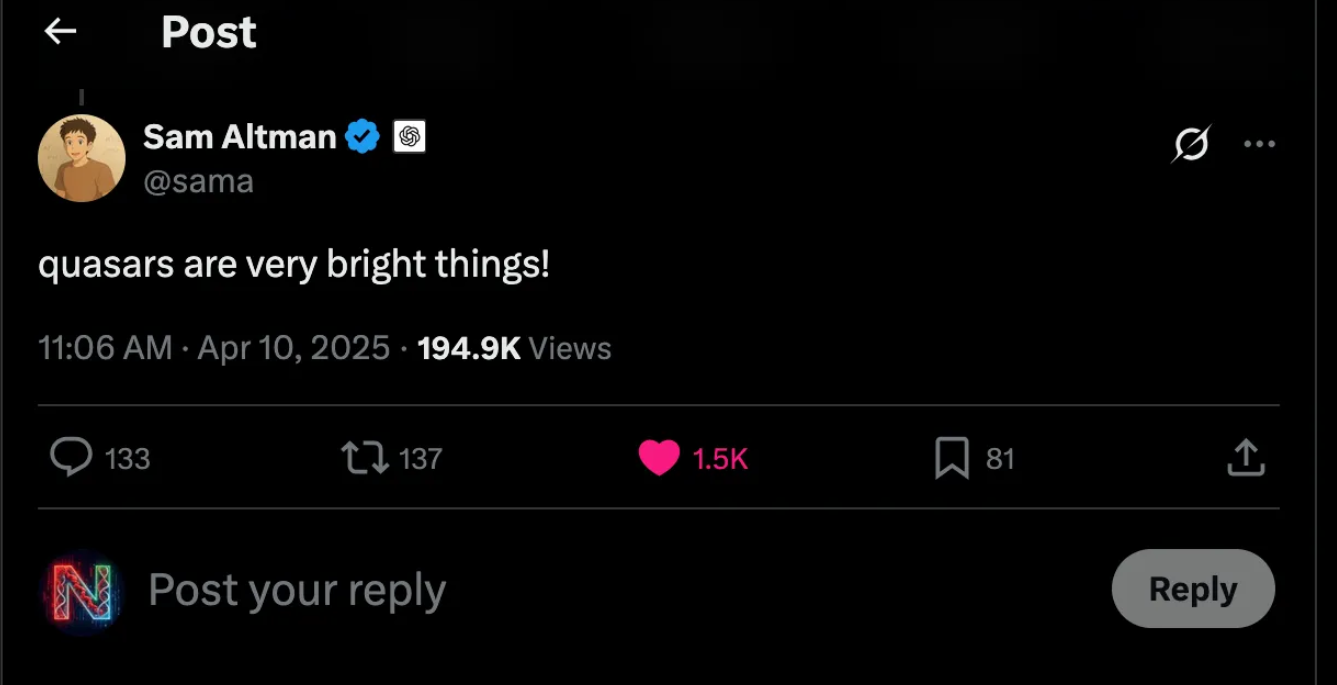 Post
Sam Altman
@sama
quasars are very bright things!
11:06 AM · Apr 10, 2025 · 194.9K Views
133 137 1.5K 81
N Post your reply Reply